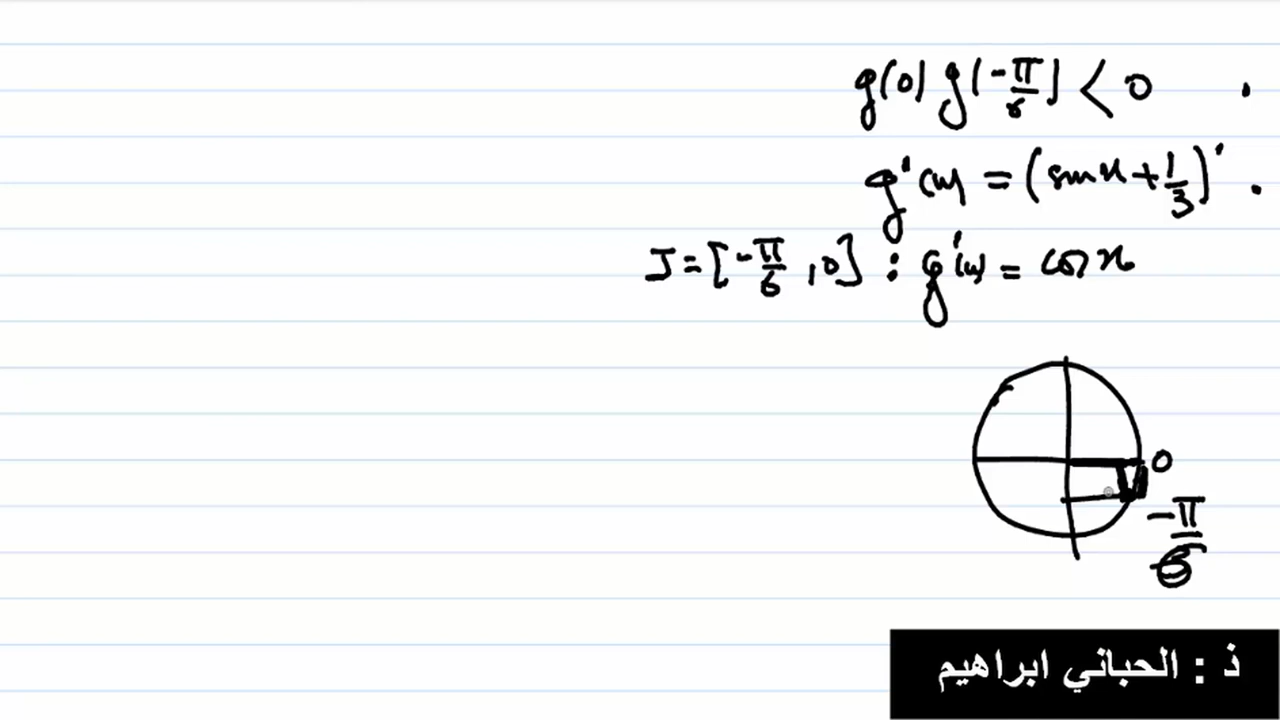 g(0) g(-π/6) < 0 .
g'(x) = (sin x + 1/3)' .
J = [-π/6 , 0] : g'(x) = cos x
0
-π/6
ذ : الحباني ابراهيم